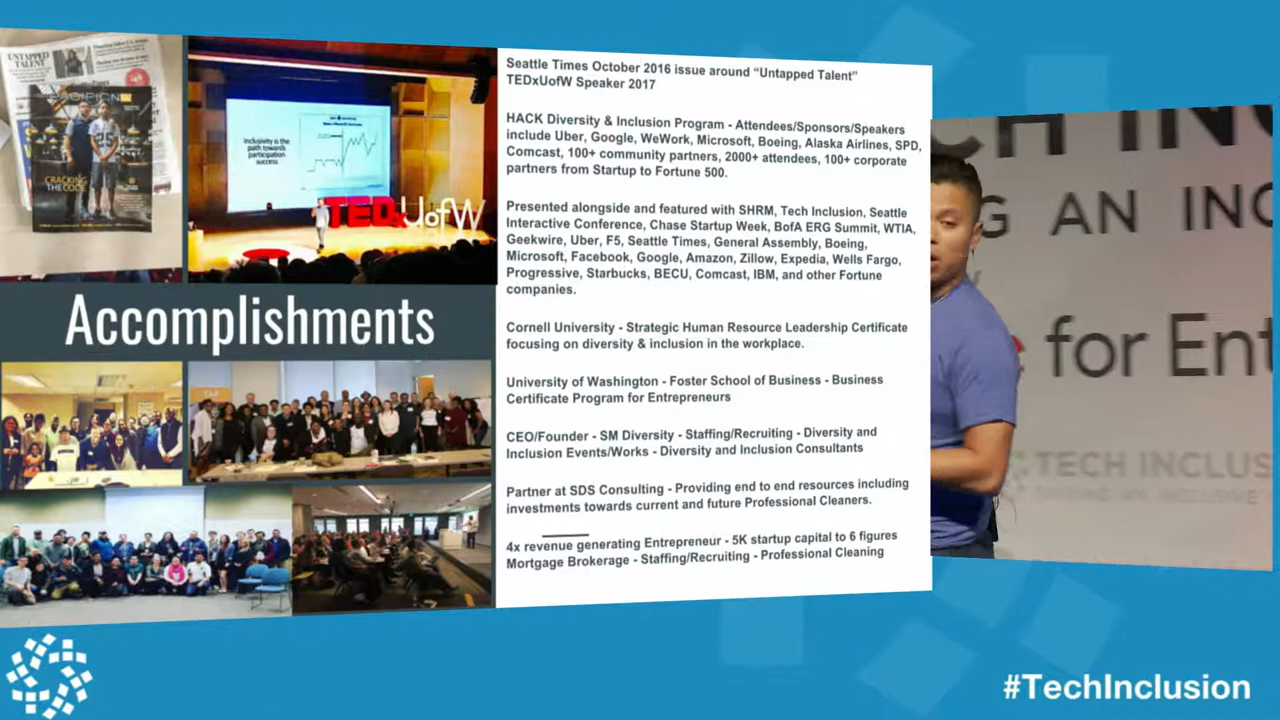 UNTAPPED
TALENT
PACIFIC NW
CRACKING
THE CODE
Inclusivity is the
path towards
participation
success
TEDxUofW
Accomplishments
Seattle Times October 2016 issue around “Untapped Talent”
TEDxUofW Speaker 2017
HACK Diversity & Inclusion Program - Attendees/Sponsors/Speakers
include Uber, Google, WeWork, Microsoft, Boeing, Alaska Airlines, SPD,
Comcast, 100+ community partners, 2000+ attendees, 100+ corporate
partners from Startup to Fortune 500.
Presented alongside and featured with SHRM, Tech Inclusion, Seattle
Interactive Conference, Chase Startup Week, BofA ERG Summit, WTIA,
Geekwire, Uber, F5, Seattle Times, General Assembly, Boeing,
Microsoft, Facebook, Google, Amazon, Zillow, Expedia, Wells Fargo,
Progressive, Starbucks, BECU, Comcast, IBM, and other Fortune
companies.
Cornell University - Strategic Human Resource Leadership Certificate
focusing on diversity & inclusion in the workplace.
University of Washington - Foster School of Business - Business
Certificate Program for Entrepreneurs
CEO/Founder - SM Diversity - Staffing/Recruiting - Diversity and
Inclusion Events/Works - Diversity and Inclusion Consultants
Partner at SDS Consulting - Providing end to end resources including
investments towards current and future Professional Cleaners.
4x revenue generating Entrepreneur - 5K startup capital to 6 figures
Mortgage Brokerage - Staffing/Recruiting - Professional Cleaning
CH INC
G AN INC
for Ent
TECH INCLUS
#TechInclusion